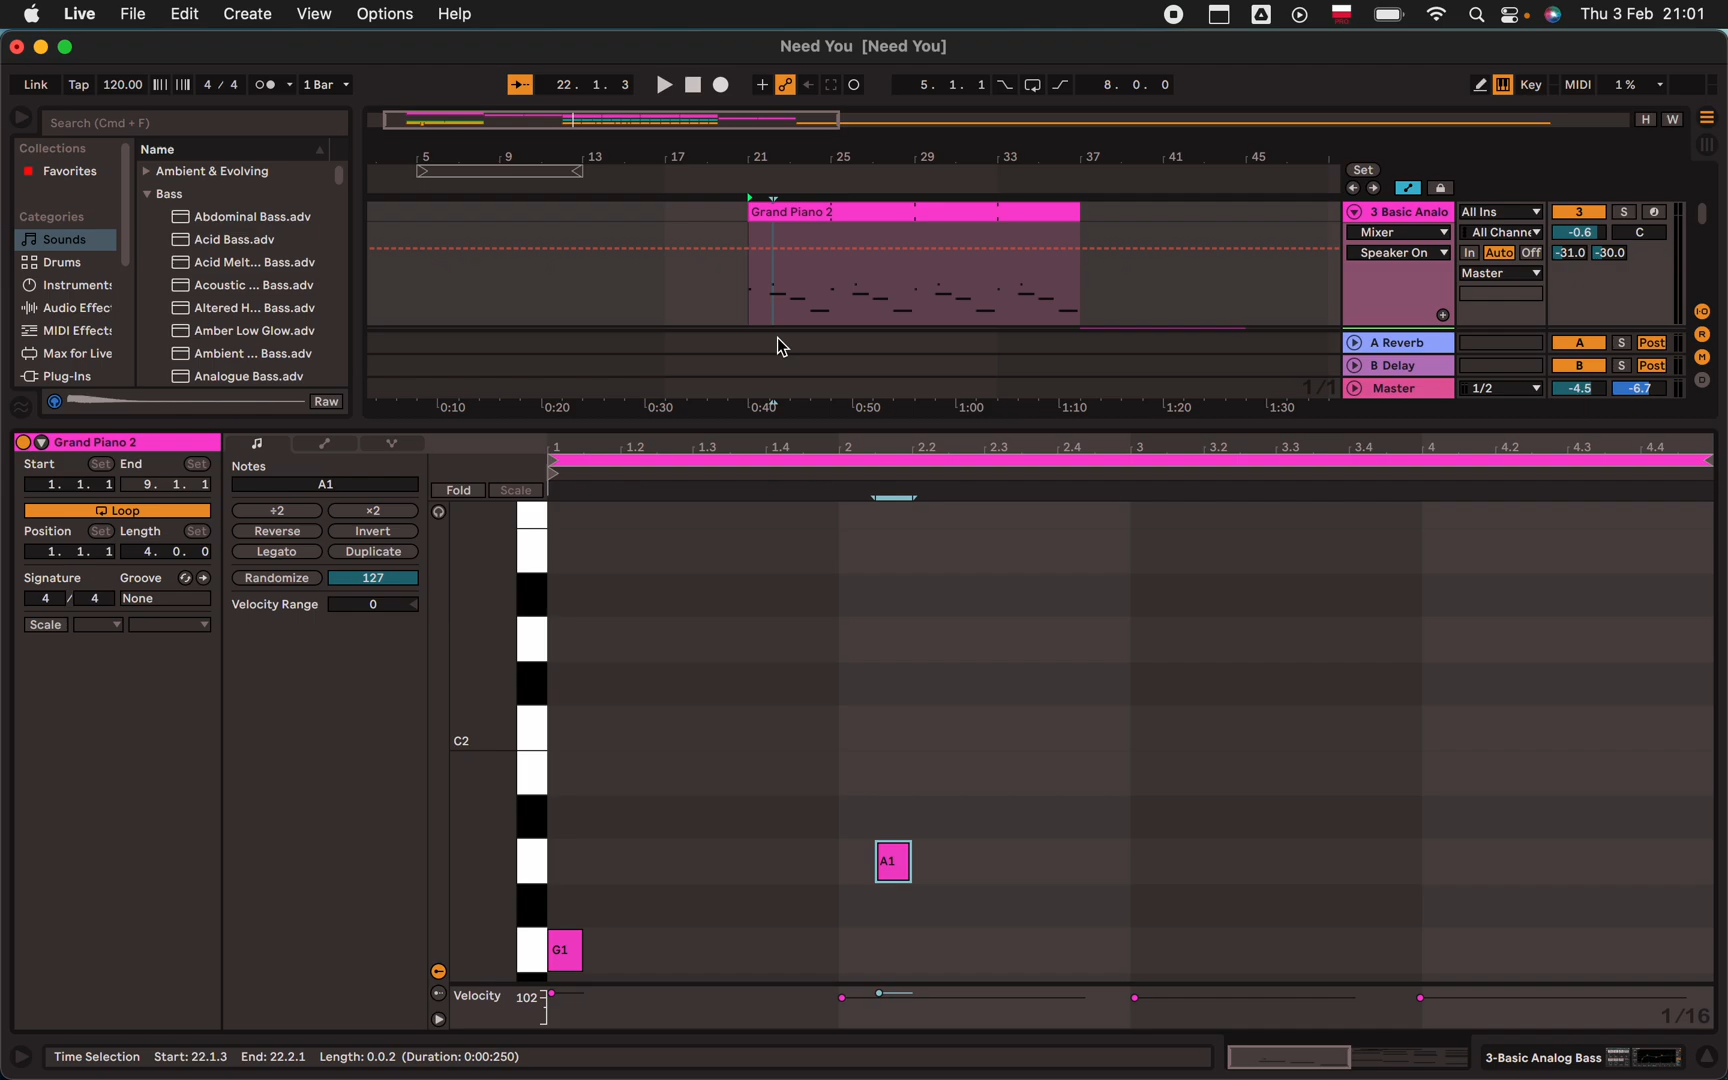 Live File Edit Create View Options Help Thu 3 Feb 21:01
Need You [Need You]
Link Tap 120.00 4 / 4 1 Bar 22. 1. 3 5. 1. 1 8. 0. 0 Key MIDI 1%
Search (Cmd + F)
H W
Collections
Favorites
Categories
Sounds
Drums
Instruments
Audio Effec
MIDI Effects
Max for Live
Plug-Ins
Name
Ambient & Evolving
Bass
Abdominal Bass.adv
Acid Bass.adv
Acid Melt... Bass.adv
Acoustic ... Bass.adv
Altered H... Bass.adv
Amber Low Glow.adv
Ambient ... Bass.adv
Analogue Bass.adv
Raw
5 9 13 17 21 25 29 33 37 41 45
Set
Grand Piano 2
3 Basic Analo All Ins 3 S
Mixer All Channe -0.6 C
Speaker On In Auto Off -31.0 -30.0
Master
A Reverb A S Post
B Delay B S Post
1/1
Master 1/2 -4.5 -6.7
0:10 0:20 0:30 0:40 0:50 1:00 1:10 1:20 1:30
Grand Piano 2
Start Set End Set
1. 1. 1 9. 1. 1
Loop
Position Set Length Set
1. 1. 1 4. 0. 0
Signature Groove
4 / 4 None
Scale
Notes
A1
÷2 ×2
Reverse Invert
Legato Duplicate
Randomize 127
Velocity Range 0
1 1.2 1.3 1.4 2 2.2 2.3 2.4 3 3.2 3.3 3.4 4 4.2 4.3 4.4
Fold Scale
C2
A1
G1
Velocity 102
1/16
Time Selection Start: 22.1.3 End: 22.2.1 Length: 0.0.2 (Duration: 0:00:250)
3-Basic Analog Bass